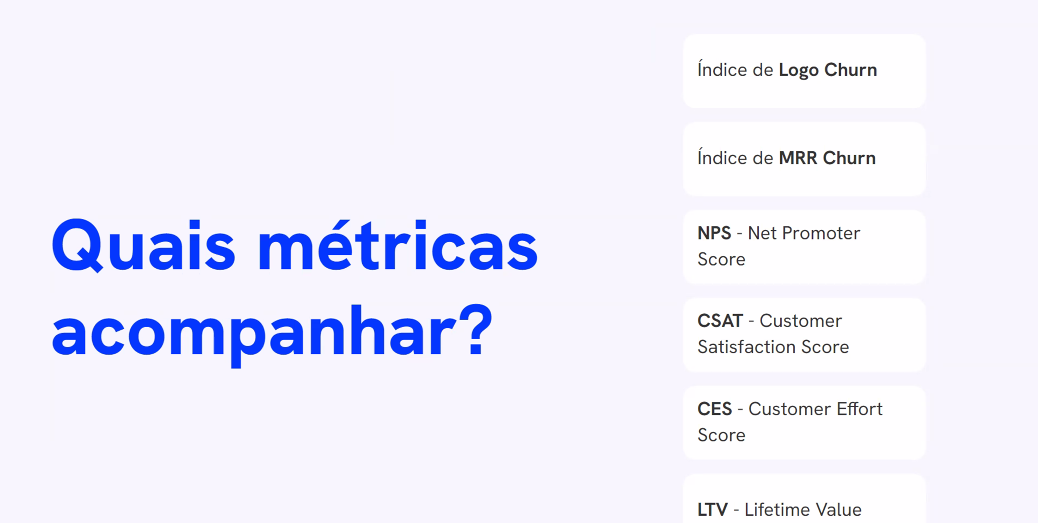 Quais métricas
acompanhar?
Índice de Logo Churn
Índice de MRR Churn
NPS - Net Promoter
Score
CSAT - Customer
Satisfaction Score
CES - Customer Effort
Score
LTV - Lifetime Value